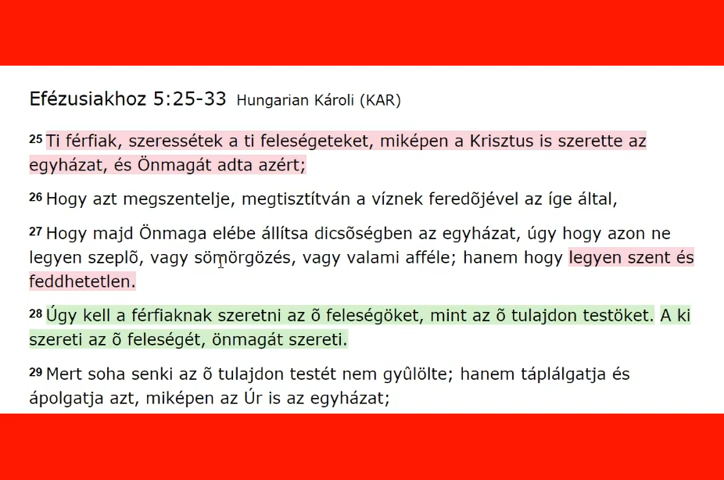 Efézusiakhoz 5:25-33 Hungarian Károli (KAR)
25 Ti férfiak, szeressétek a ti feleségeteket, miképen a Krisztus is szerette az
egyházat, és Önmagát adta azért;
26 Hogy azt megszentelje, megtisztítván a víznek feredõjével az íge által,
27 Hogy majd Önmaga elébe állítsa dicsõségben az egyházat, úgy hogy azon ne
legyen szeplõ, vagy sömörgözés, vagy valami afféle; hanem hogy legyen szent és
feddhetetlen.
28 Úgy kell a férfiaknak szeretni az õ feleségöket, mint az õ tulajdon testöket. A ki
szereti az õ feleségét, önmagát szereti.
29 Mert soha senki az õ tulajdon testét nem gyûlölte; hanem táplálgatja és
ápolgatja azt, miképen az Úr is az egyházat;